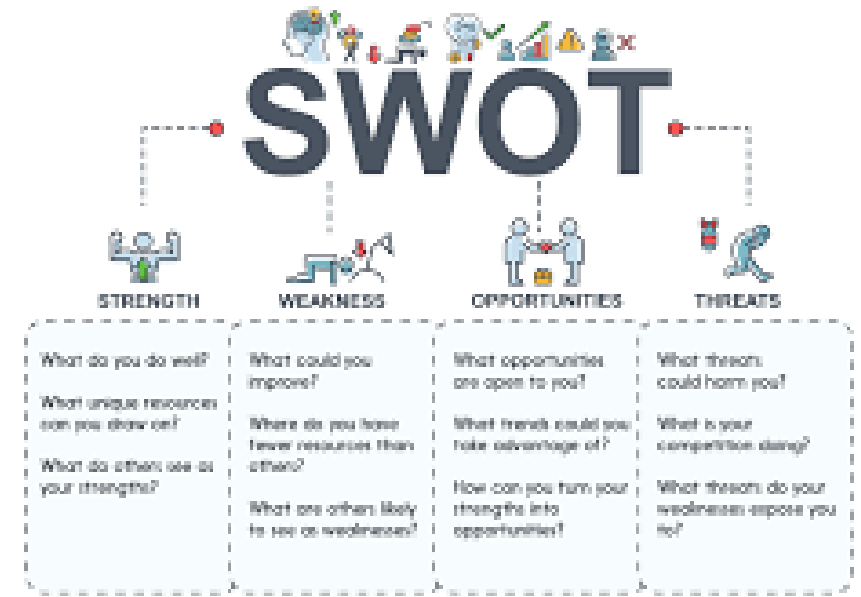 SWOT
STRENGTH
WEAKNESS
OPPORTUNITIES
THREATS
What do you do well?
What unique resources
can you draw on?
What do others see as
your strengths?
What could you
improve?
Where do you have
fewer resources than
others?
What are others likely
to see as weaknesses?
What opportunities
are open to you?
What trends could you
take advantage of?
How can you turn your
strengths into
opportunities?
What threats
could harm you?
What is your
competition doing?
What threats do your
weaknesses expose you
to?